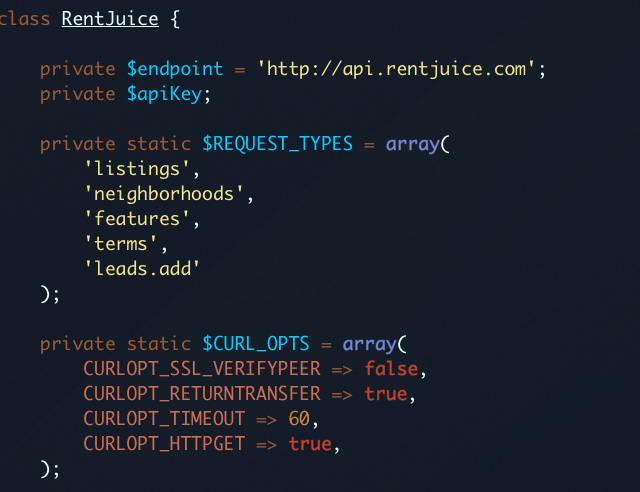 class RentJuice {
private $endpoint = 'http://api.rentjuice.com';
private $apiKey;
private static $REQUEST_TYPES = array(
'listings',
'neighborhoods',
'features',
'terms',
'leads.add'
);
private static $CURL_OPTS = array(
CURLOPT_SSL_VERIFYPEER => false,
CURLOPT_RETURNTRANSFER => true,
CURLOPT_TIMEOUT => 60,
CURLOPT_HTTPGET => true,
);